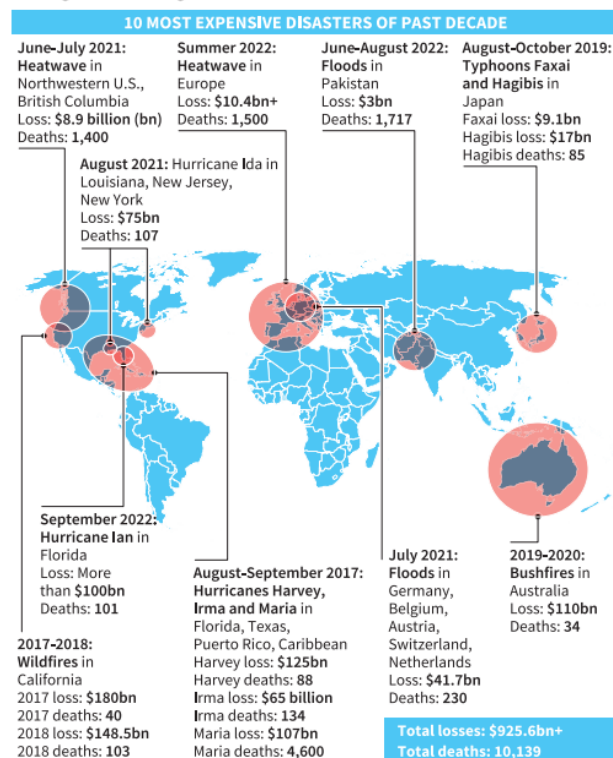 10 MOST EXPENSIVE DISASTERS OF PAST DECADE
June-July 2021:
Heatwave in
Northwestern U.S.,
British Columbia
Loss: $8.9 billion (bn)
Deaths: 1,400
Summer 2022:
Heatwave in
Europe
Loss: $10.4bn+
Deaths: 1,500
June-August 2022:
Floods in
Pakistan
Loss: $3bn
Deaths: 1,717
August-October 2019:
Typhoons Faxai
and Hagibis in
Japan
Faxai loss: $9.1bn
Hagibis loss: $17bn
Hagibis deaths: 85
August 2021: Hurricane Ida in
Louisiana, New Jersey,
New York
Loss: $75bn
Deaths: 107
September 2022:
Hurricane Ian in
Florida
Loss: More
than $100bn
Deaths: 101
2017-2018:
Wildfires in
California
2017 loss: $180bn
2017 deaths: 40
2018 loss: $148.5bn
2018 deaths: 103
August-September 2017:
Hurricanes Harvey,
Irma and Maria in
Florida, Texas,
Puerto Rico, Caribbean
Harvey loss: $125bn
Harvey deaths: 88
Irma loss: $65 billion
Irma deaths: 134
Maria loss: $107bn
Maria deaths: 4,600
July 2021:
Floods in
Germany,
Belgium,
Austria,
Switzerland,
Netherlands
Loss: $41.7bn
Deaths: 230
2019-2020:
Bushfires in
Australia
Loss: $110bn
Deaths: 34
Total losses: $925.6bn+
Total deaths: 10,139